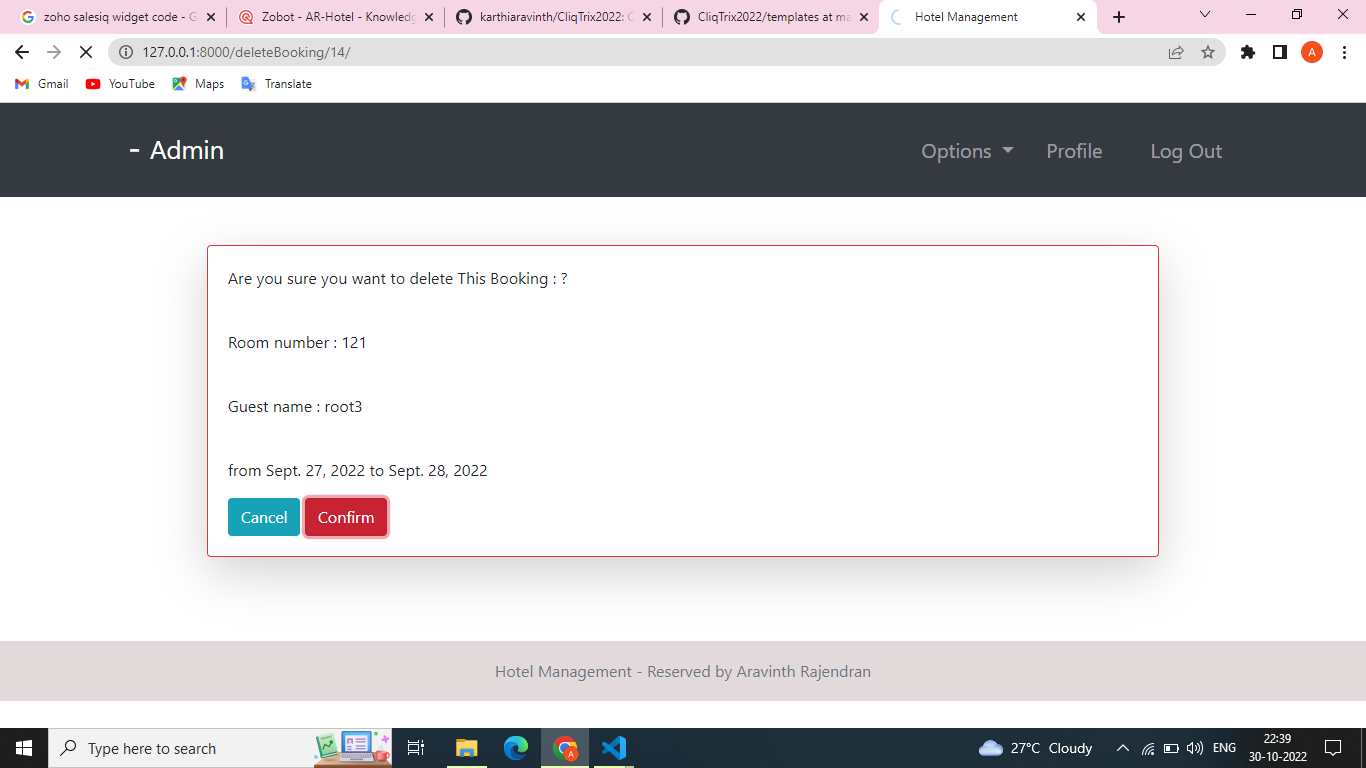 zoho salesiq widget code - G
Zobot - AR-Hotel - Knowledg
karthiaravinth/CliqTrix2022: C
CliqTrix2022/templates at ma
Hotel Management
127.0.0.1:8000/deleteBooking/14/
A
Gmail
YouTube
Maps
Translate
- Admin
Options
Profile
Log Out
Are you sure you want to delete This Booking : ?
Room number : 121
Guest name : root3
from Sept. 27, 2022 to Sept. 28, 2022
Cancel
Confirm
Hotel Management - Reserved by Aravinth Rajendran
Type here to search
A
27°C Cloudy
ENG
22:39
30-10-2022